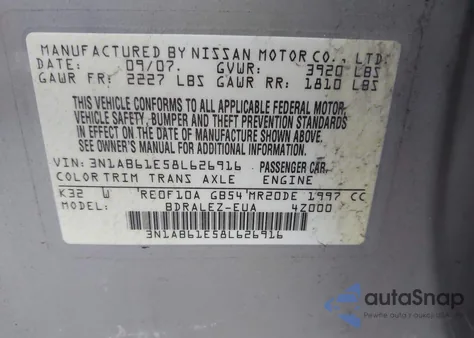 MANUFACTURED BY NISSAN MOTOR CO., LTD.
DATE: 09/07. GVWR: 3920 LBS
GAWR FR: 2227 LBS GAWR RR: 1810 LBS
THIS VEHICLE CONFORMS TO ALL APPLICABLE FEDERAL MOTOR
VEHICLE SAFETY, BUMPER AND THEFT PREVENTION STANDARDS
IN EFFECT ON THE DATE OF MANUFACTURE SHOWN ABOVE.
SEE OWNER'S MANUAL FOR ADDITIONAL INFORMATION.
VIN: 3N1AB61E58L626916 PASSENGER CAR
COLOR TRIM TRANS AXLE ENGINE
K32 W RE0F10A GB54 MR20DE 1997 CC
MODEL: BDRALEZ-EUA 42000
3N1AB61E58L626916
autoSnap